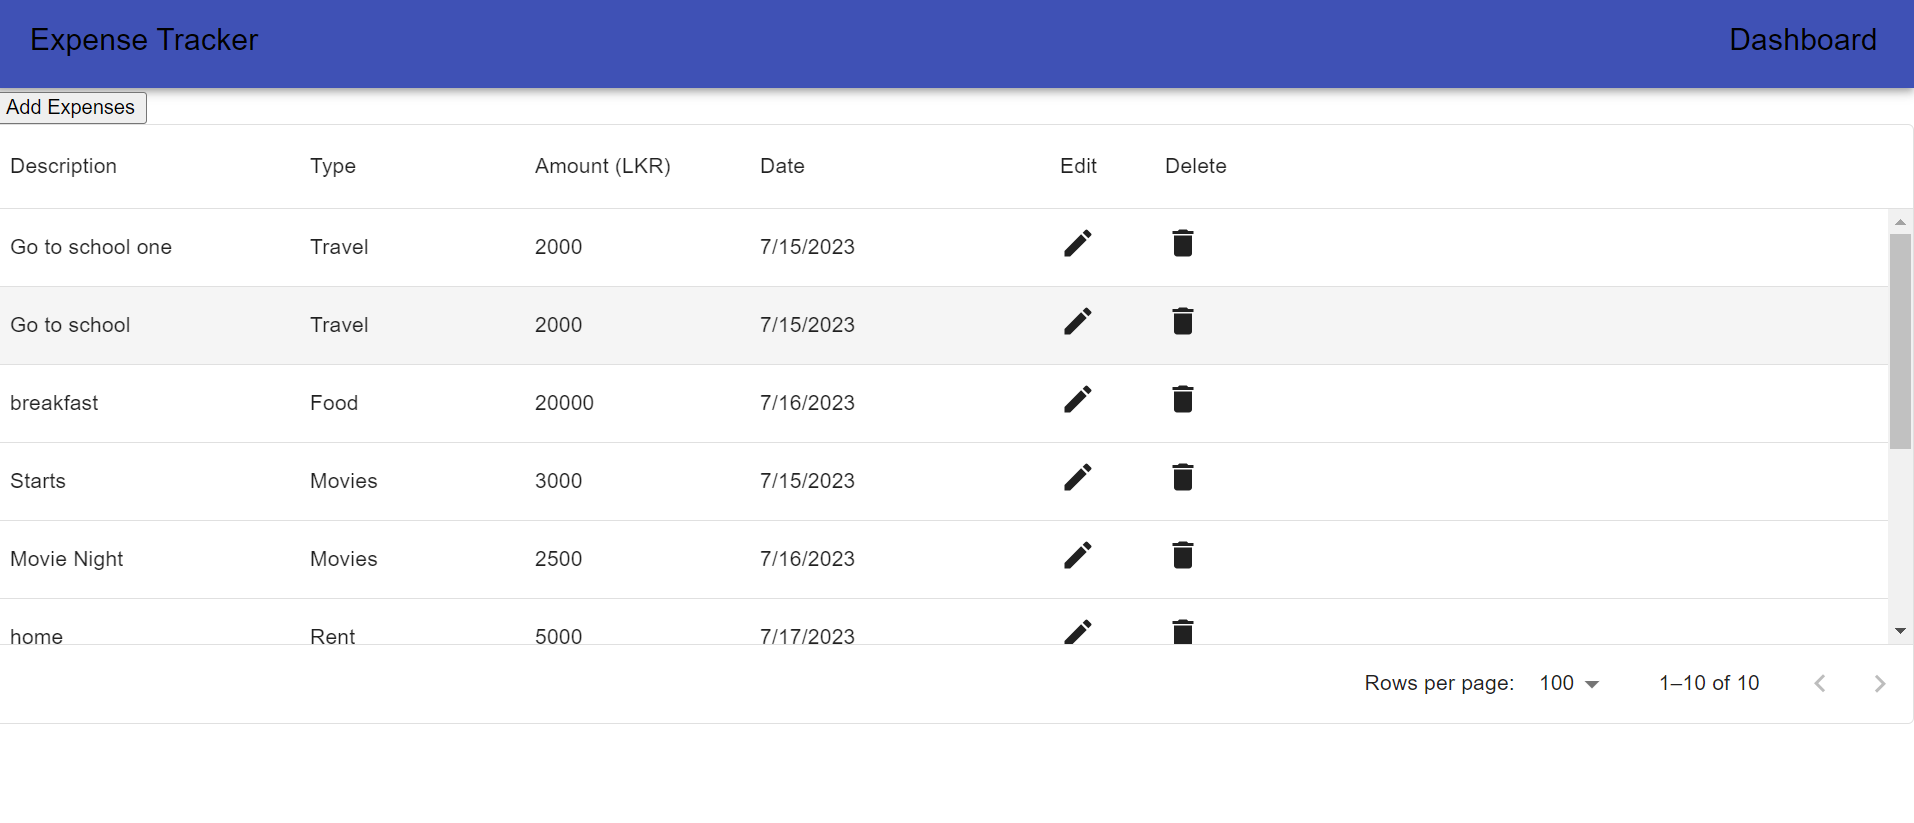 Expense Tracker Dashboard
Add Expenses
Description Type Amount (LKR) Date Edit Delete
Go to school one Travel 2000 7/15/2023
Go to school Travel 2000 7/15/2023
breakfast Food 20000 7/16/2023
Starts Movies 3000 7/15/2023
Movie Night Movies 2500 7/16/2023
home Rent 5000 7/17/2023
Rows per page: 100 1–10 of 10